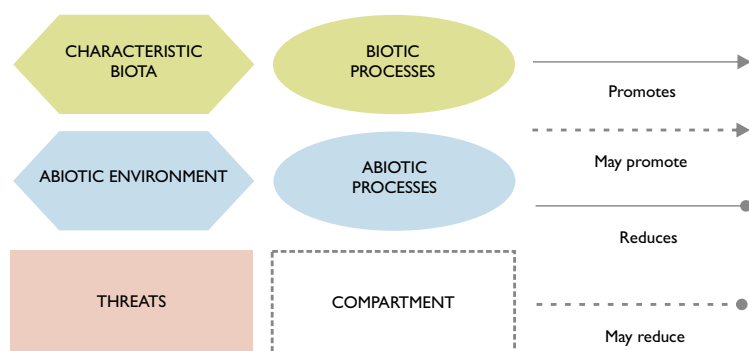 CHARACTERISTIC
BIOTA
BIOTIC
PROCESSES
Promotes
May promote
ABIOTIC ENVIRONMENT
ABIOTIC
PROCESSES
Reduces
THREATS
COMPARTMENT
May reduce